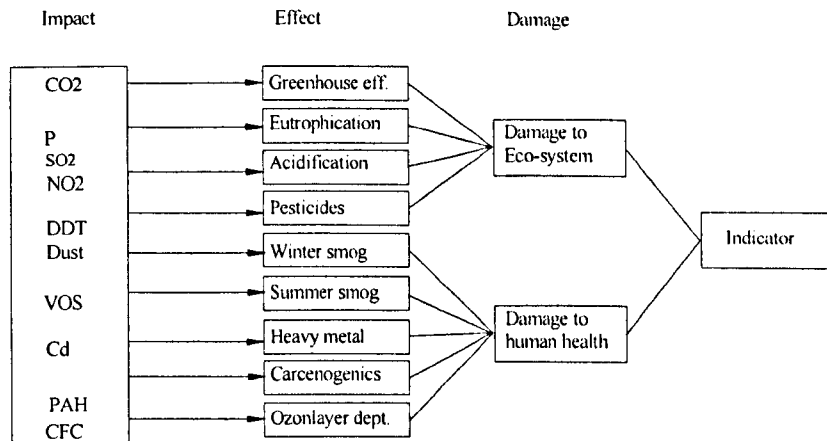 Impact
Effect
Damage
CO2
P
SO2
NO2
DDT
Dust
VOS
Cd
PAH
CFC
Greenhouse eff.
Eutrophication
Acidification
Pesticides
Winter smog
Summer smog
Heavy metal
Carcenogenics
Ozonlayer dept.
Damage to
Eco-system
Damage to
human health
Indicator